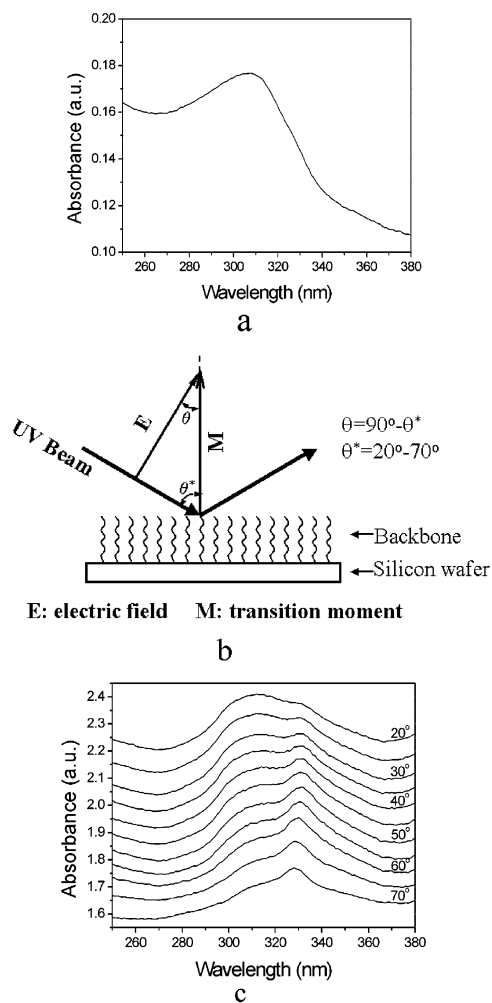 0.20
0.18
0.16
0.14
0.12
0.10
Absorbance (a.u.)
260 280 300 320 340 360 380
Wavelength (nm)
a
E
θ
M
UV Beam
θ*
θ=90º-θ*
θ*=20º-70º
Backbone
Silicon wafer
E: electric field M: transition moment
b
2.4
2.3
2.2
2.1
2.0
1.9
1.8
1.7
1.6
Absorbance (a.u.)
20°
30°
40°
50°
60°
70°
260 280 300 320 340 360 380
Wavelength (nm)
c